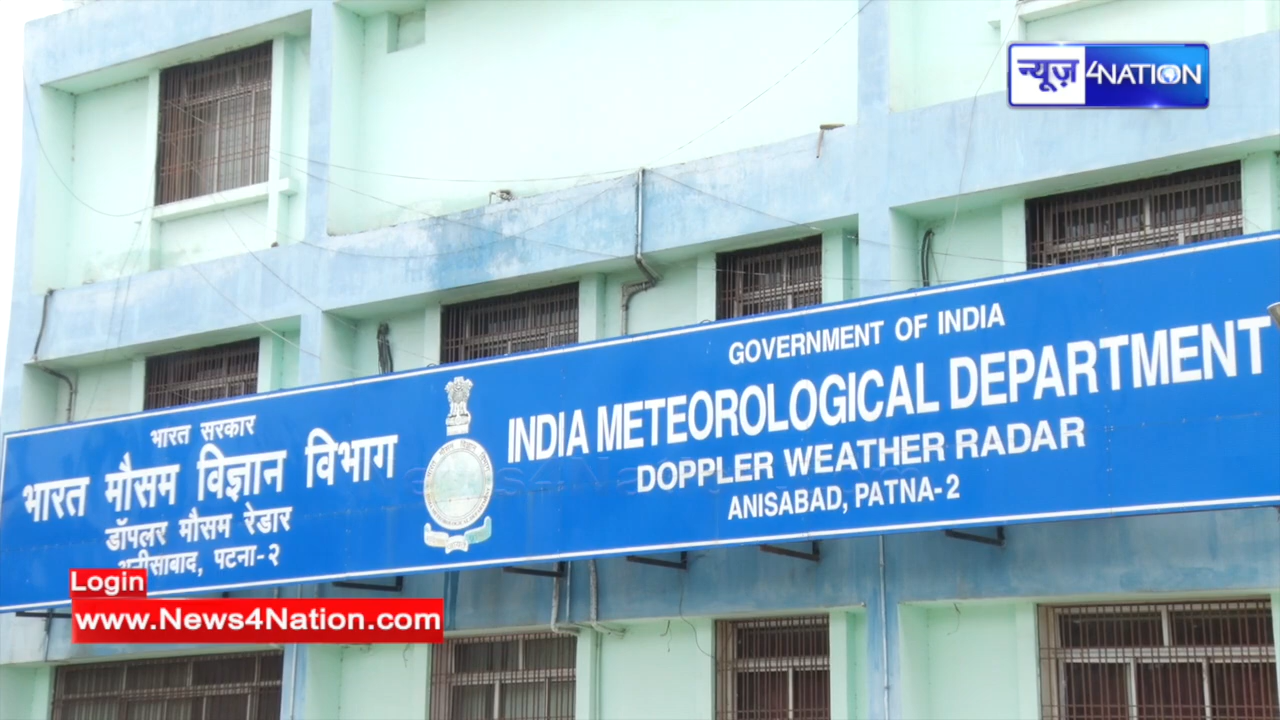 न्यूज़ 4NATION
भारत सरकार
भारत मौसम विज्ञान विभाग
डॉपलर मौसम रेडार
अनीसाबाद, पटना-२
GOVERNMENT OF INDIA
INDIA METEOROLOGICAL DEPARTMENT
DOPPLER WEATHER RADAR
ANISABAD, PATNA-2
News4Nation
Login
www.News4Nation.com